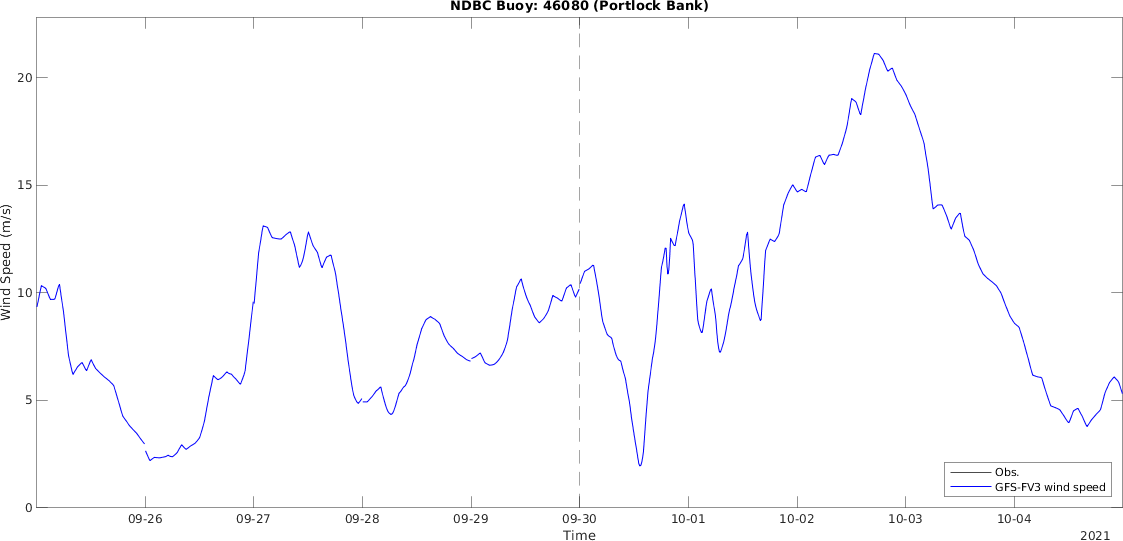 NDBC Buoy: 46080 (Portlock Bank)
Wind Speed (m/s)
20
15
10
5
0
09-26 09-27 09-28 09-29 09-30 10-01 10-02 10-03 10-04
Time
2021
Obs.
GFS-FV3 wind speed